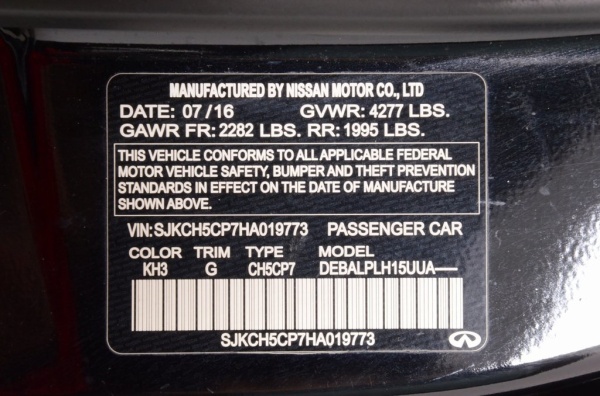 MANUFACTURED BY NISSAN MOTOR CO., LTD
DATE: 07 / 16 GVWR: 4277 LBS.
GAWR FR: 2282 LBS. RR: 1995 LBS.
THIS VEHICLE CONFORMS TO ALL APPLICABLE FEDERAL
MOTOR VEHICLE SAFETY, BUMPER AND THEFT PREVENTION
STANDARDS IN EFFECT ON THE DATE OF MANUFACTURE
SHOWN ABOVE.
VIN:SJKCH5CP7HA019773 PASSENGER CAR
COLOR TRIM TYPE MODEL
KH3 G CH5CP7 DEBALPLH15UUA—
SJKCH5CP7HA019773